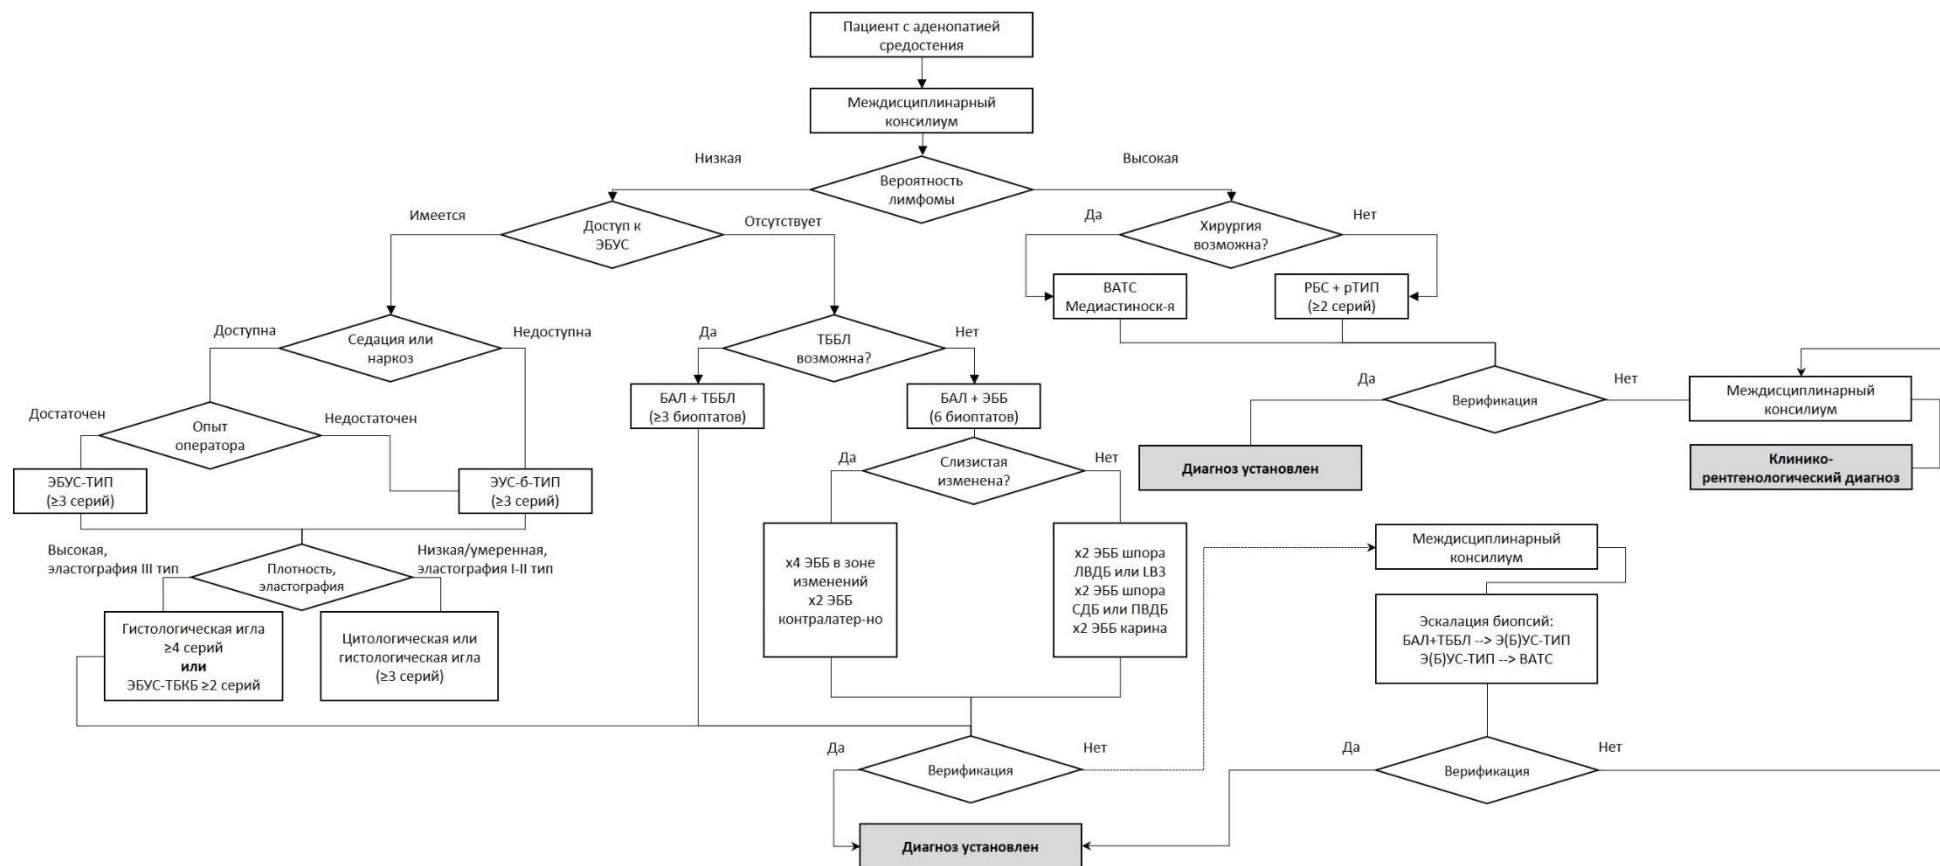 Пациент с аденопатией
средостения
Междисциплинарный
консилиум
Низкая
Высокая
Вероятность
лимфомы
Имеется
Отсутствует
Доступ к
ЭБУС
Да
Нет
Хирургия
возможна?
ВАТС
Медиастиноск-я
РБС + рТИП
(≥2 серий)
Доступна
Недоступна
Седация или
наркоз
Да
Нет
ТББЛ
возможна?
Да
Нет
Верификация
Междисциплинарный
консилиум
БАЛ + ТББЛ
(≥3 биоптатов)
БАЛ + ЭББ
(6 биоптатов)
Достаточен
Недостаточен
Опыт
оператора
Диагноз установлен
Клинико-
рентгенологический диагноз
Да
Нет
Слизистая
изменена?
ЭБУС-ТИП
(≥3 серий)
ЭУС-б-ТИП
(≥3 серий)
Высокая,
эластография III тип
Низкая/умеренная,
эластография I-II тип
Плотность,
эластография
x4 ЭББ в зоне
изменений
x2 ЭББ
контралатер-но
x2 ЭББ шпора
ЛВДБ или LB3
x2 ЭББ шпора
СДБ или ПВДБ
x2 ЭББ карина
Междисциплинарный
консилиум
Гистологическая игла
≥4 серий
или
ЭБУС-ТБКБ ≥2 серий
Цитологическая или
гистологическая игла
(≥3 серий)
Эскалация биопсий:
БАЛ+ТББЛ --> Э(Б)УС-ТИП
Э(Б)УС-ТИП --> ВАТС
Да
Нет
Верификация
Да
Нет
Верификация
Диагноз установлен